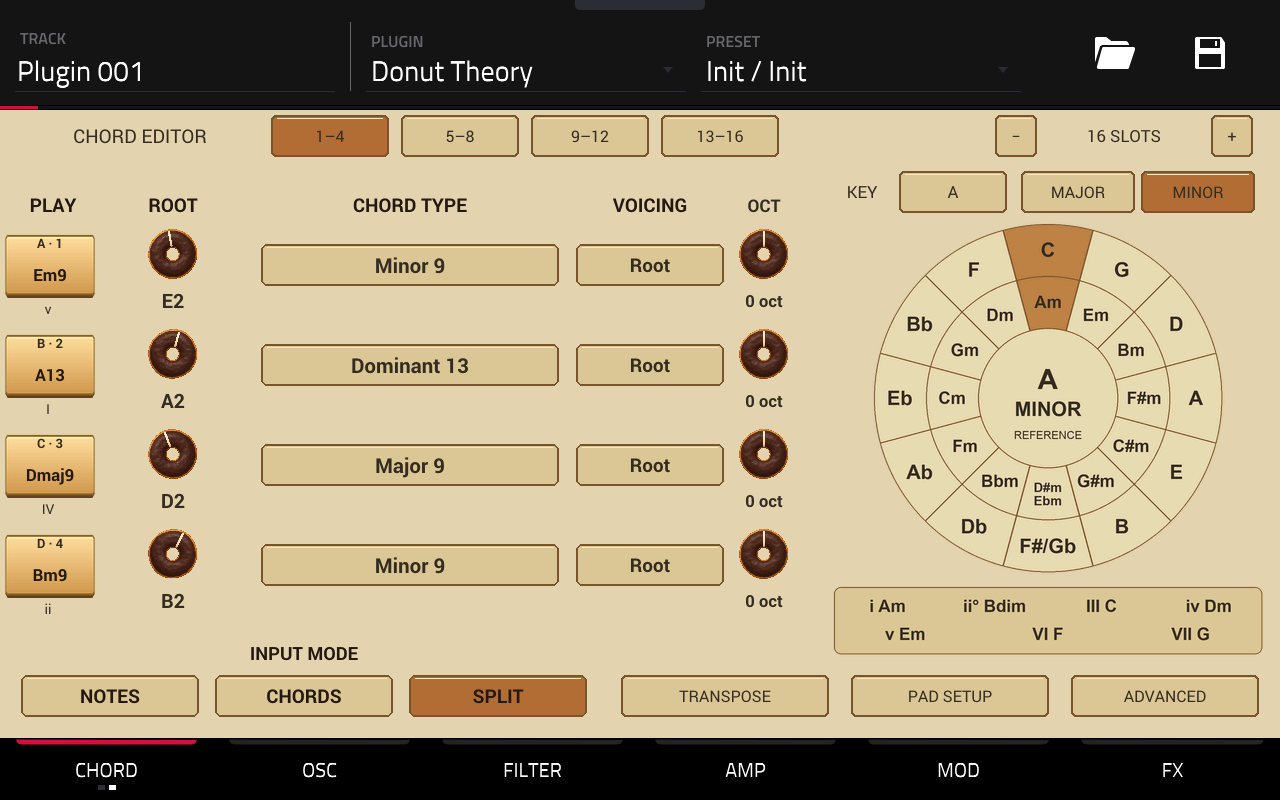 TRACK
Plugin 001
PLUGIN
Donut Theory
PRESET
Init / Init
CHORD EDITOR
1–4
5–8
9–12
13–16
–
16 SLOTS
+
KEY
A
MAJOR
MINOR
PLAY
ROOT
CHORD TYPE
VOICING
OCT
A · 1
Em9
v
E2
Minor 9
Root
0 oct
B · 2
A13
I
A2
Dominant 13
Root
0 oct
C · 3
Dmaj9
IV
D2
Major 9
Root
0 oct
D · 4
Bm9
ii
B2
Minor 9
Root
0 oct
C
G
D
A
E
B
F#/Gb
Db
Ab
Eb
Bb
F
Am
Em
Bm
F#m
C#m
G#m
D#m
Ebm
Bbm
Fm
Cm
Gm
Dm
A
MINOR
REFERENCE
i Am ii° Bdim III C iv Dm
v Em VI F VII G
INPUT MODE
NOTES
CHORDS
SPLIT
TRANSPOSE
PAD SETUP
ADVANCED
CHORD
OSC
FILTER
AMP
MOD
FX